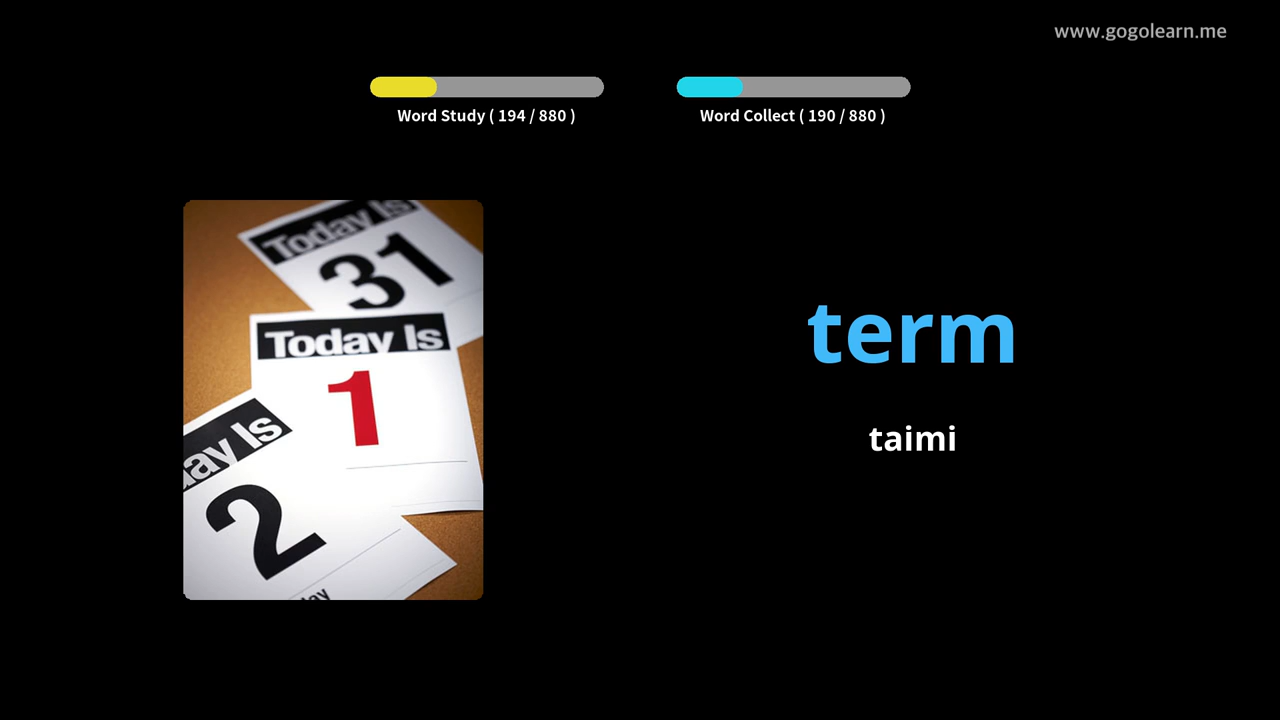 www.gogolearn.me
Word Study ( 194 / 880 )
Word Collect ( 190 / 880 )
Today Is
31
Today Is
1
ay Is
2
term
taimi